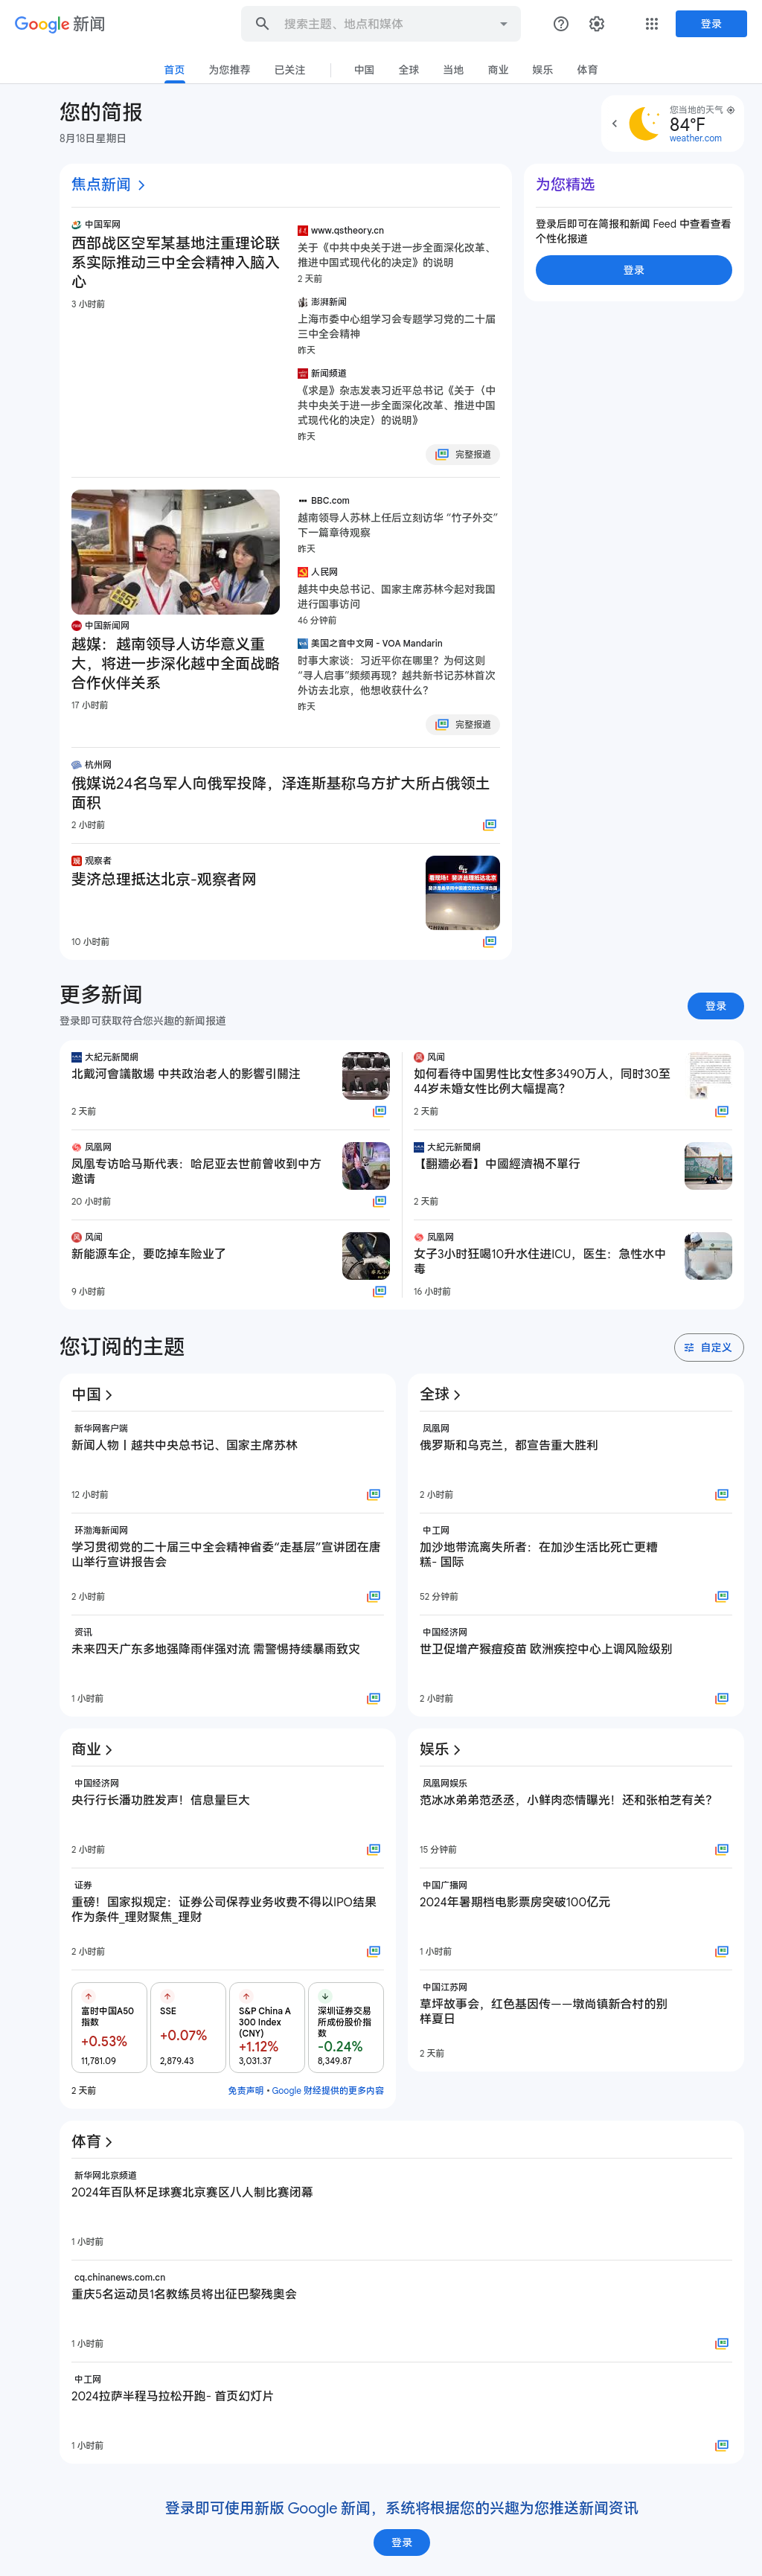 Google 新闻
搜索主题、地点和媒体
登录
首页
为您推荐
已关注
中国
全球
当地
商业
娱乐
体育
您的简报
8月18日星期日
您当地的天气
84°F
weather.com
焦点新闻
中国军网
西部战区空军某基地注重理论联
系实际推动三中全会精神入脑入
心
3 小时前
www.qstheory.cn
关于《中共中央关于进一步全面深化改革、
推进中国式现代化的决定》的说明
2 天前
澎湃新闻
上海市委中心组学习会专题学习党的二十届
三中全会精神
昨天
新闻频道
《求是》杂志发表习近平总书记《关于〈中
共中央关于进一步全面深化改革、推进中国
式现代化的决定〉的说明》
昨天
完整报道
为您精选
登录后即可在简报和新闻 Feed 中查看查看
个性化报道
登录
中国新闻网
越媒：越南领导人访华意义重
大，将进一步深化越中全面战略
合作伙伴关系
17 小时前
BBC.com
越南领导人苏林上任后立刻访华 “竹子外交”
下一篇章待观察
昨天
人民网
越共中央总书记、国家主席苏林今起对我国
进行国事访问
46 分钟前
美国之音中文网 - VOA Mandarin
时事大家谈：习近平你在哪里？为何这则
“寻人启事”频频再现？越共新书记苏林首次
外访去北京，他想收获什么？
昨天
完整报道
杭州网
俄媒说24名乌军人向俄军投降，泽连斯基称乌方扩大所占俄领土
面积
2 小时前
观察者
斐济总理抵达北京-观察者网
看现场！斐济总理抵达北京
10 小时前
更多新闻
登录即可获取符合您兴趣的新闻报道
登录
大紀元新聞網
北戴河會議散場 中共政治老人的影響引關注
2 天前
风闻
如何看待中国男性比女性多3490万人，同时30至
44岁未婚女性比例大幅提高？
2 天前
凤凰网
凤凰专访哈马斯代表：哈尼亚去世前曾收到中方
邀请
20 小时前
大紀元新聞網
【翻牆必看】中國經濟禍不單行
2 天前
风闻
新能源车企，要吃掉车险业了
9 小时前
凤凰网
女子3小时狂喝10升水住进ICU，医生：急性水中
毒
16 小时前
您订阅的主题
自定义
中国
新华网客户端
新闻人物丨越共中央总书记、国家主席苏林
12 小时前
环渤海新闻网
学习贯彻党的二十届三中全会精神省委“走基层”宣讲团在唐
山举行宣讲报告会
2 小时前
资讯
未来四天广东多地强降雨伴强对流 需警惕持续暴雨致灾
1 小时前
全球
凤凰网
俄罗斯和乌克兰，都宣告重大胜利
2 小时前
中工网
加沙地带流离失所者：在加沙生活比死亡更糟
糕- 国际
52 分钟前
中国经济网
世卫促增产猴痘疫苗 欧洲疾控中心上调风险级别
2 小时前
商业
中国经济网
央行行长潘功胜发声！信息量巨大
2 小时前
证券
重磅！国家拟规定：证券公司保荐业务收费不得以IPO结果
作为条件_理财聚焦_理财
2 小时前
富时中国A50
指数
+0.53%
11,781.09
SSE
+0.07%
2,879.43
S&P China A
300 Index
(CNY)
+1.12%
3,031.37
深圳证券交易
所成份股价指
数
-0.24%
8,349.87
2 天前
免责声明 • Google 财经提供的更多内容
娱乐
凤凰网娱乐
范冰冰弟弟范丞丞，小鲜肉恋情曝光！还和张柏芝有关？
15 分钟前
中国广播网
2024年暑期档电影票房突破100亿元
1 小时前
中国江苏网
草坪故事会，红色基因传——墩尚镇新合村的别
样夏日
2 天前
体育
新华网北京频道
2024年百队杯足球赛北京赛区八人制比赛闭幕
1 小时前
cq.chinanews.com.cn
重庆5名运动员1名教练员将出征巴黎残奥会
1 小时前
中工网
2024拉萨半程马拉松开跑- 首页幻灯片
1 小时前
登录即可使用新版 Google 新闻，系统将根据您的兴趣为您推送新闻资讯
登录